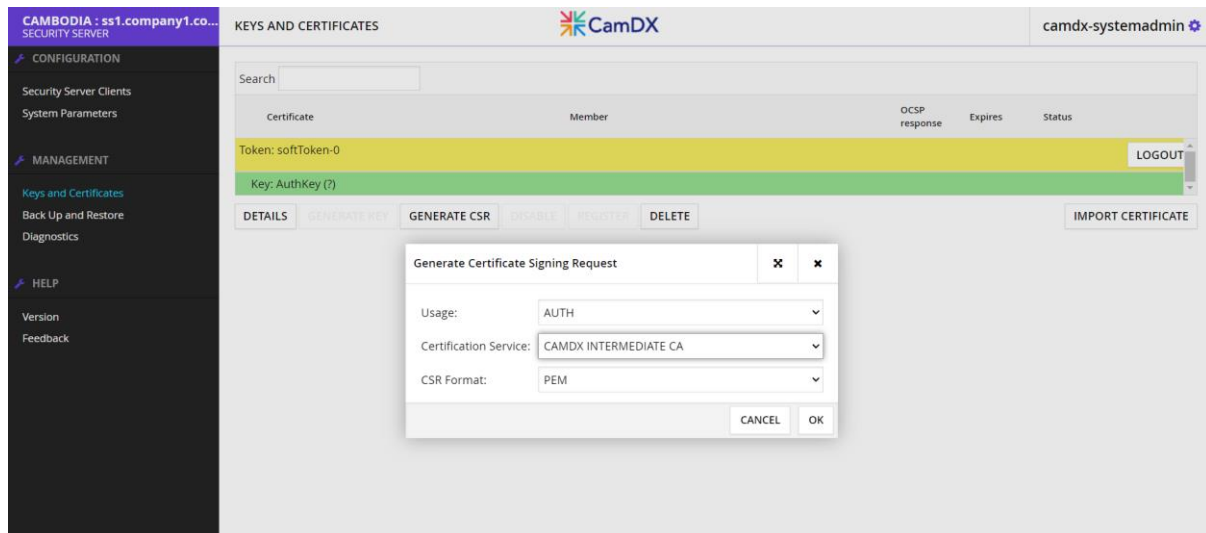 CAMBODIA : ss1.company1.co...
SECURITY SERVER
KEYS AND CERTIFICATES
CamDX
camdx-systemadmin
CONFIGURATION
Security Server Clients
System Parameters
MANAGEMENT
Keys and Certificates
Back Up and Restore
Diagnostics
HELP
Version
Feedback
Search
Certificate Member OCSP response Expires Status
Token: softToken-0 LOGOUT
Key: AuthKey (?)
DETAILS GENERATE KEY GENERATE CSR DISABLE REGISTER DELETE IMPORT CERTIFICATE
Generate Certificate Signing Request
Usage: AUTH
Certification Service: CAMDX INTERMEDIATE CA
CSR Format: PEM
CANCEL OK